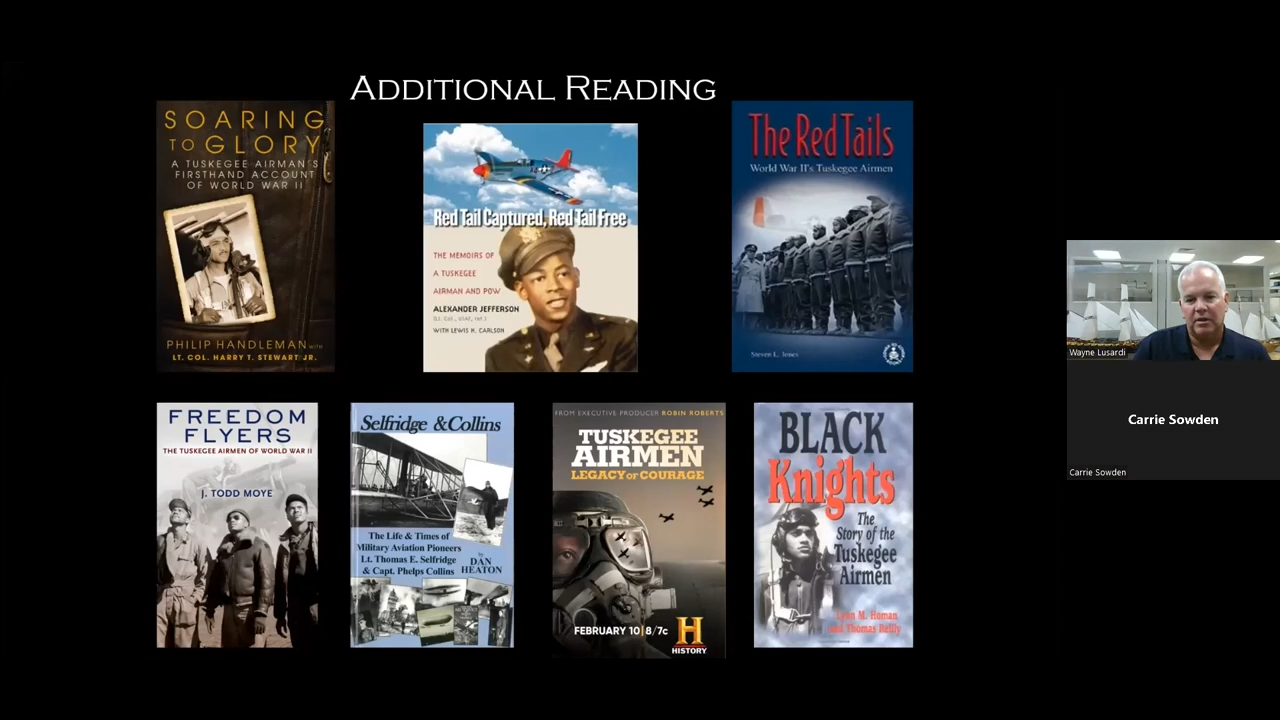 ADDITIONAL READING
SOARING
TO GLORY
A TUSKEGEE AIRMAN'S
FIRSTHAND ACCOUNT
OF WORLD WAR II
PHILIP HANDLEMAN WITH
LT. COL. HARRY T. STEWART JR.
Red Tail Captured, Red Tail Free
THE MEMOIRS OF
A TUSKEGEE
AIRMAN AND POW
ALEXANDER JEFFERSON
(Lt. Col., USAF, ret.)
WITH LEWIS H. CARLSON
The Red Tails
World War II's Tuskegee Airmen
Steven L. Jones
Wayne Lusardi
Carrie Sowden
Carrie Sowden
FREEDOM
FLYERS
THE TUSKEGEE AIRMEN OF WORLD WAR II
J. TODD MOYE
Selfridge & Collins
The Life & Times of
Military Aviation Pioneers
Lt. Thomas E. Selfridge
& Capt. Phelps Collins
by
DAN
HEATON
FROM EXECUTIVE PRODUCER ROBIN ROBERTS
TUSKEGEE
AIRMEN
LEGACY OF COURAGE
FEBRUARY 10 | 8/7c
H
HISTORY
BLACK
Knights
The
Story of the
Tuskegee
Airmen
Lynn M. Homan
and Thomas Reilly